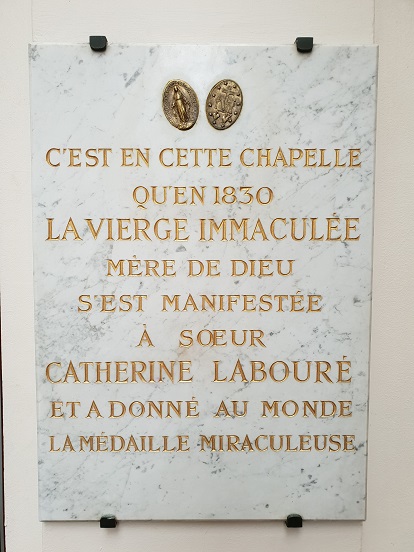 C'EST EN CETTE CHAPELLE
QU'EN 1830
LA VIERGE IMMACULÉE
MÈRE DE DIEU
S'EST MANIFESTÉE
À SŒUR
CATHERINE LABOURÉ
ET A DONNÉ AU MONDE
LA MÉDAILLE MIRACULEUSE